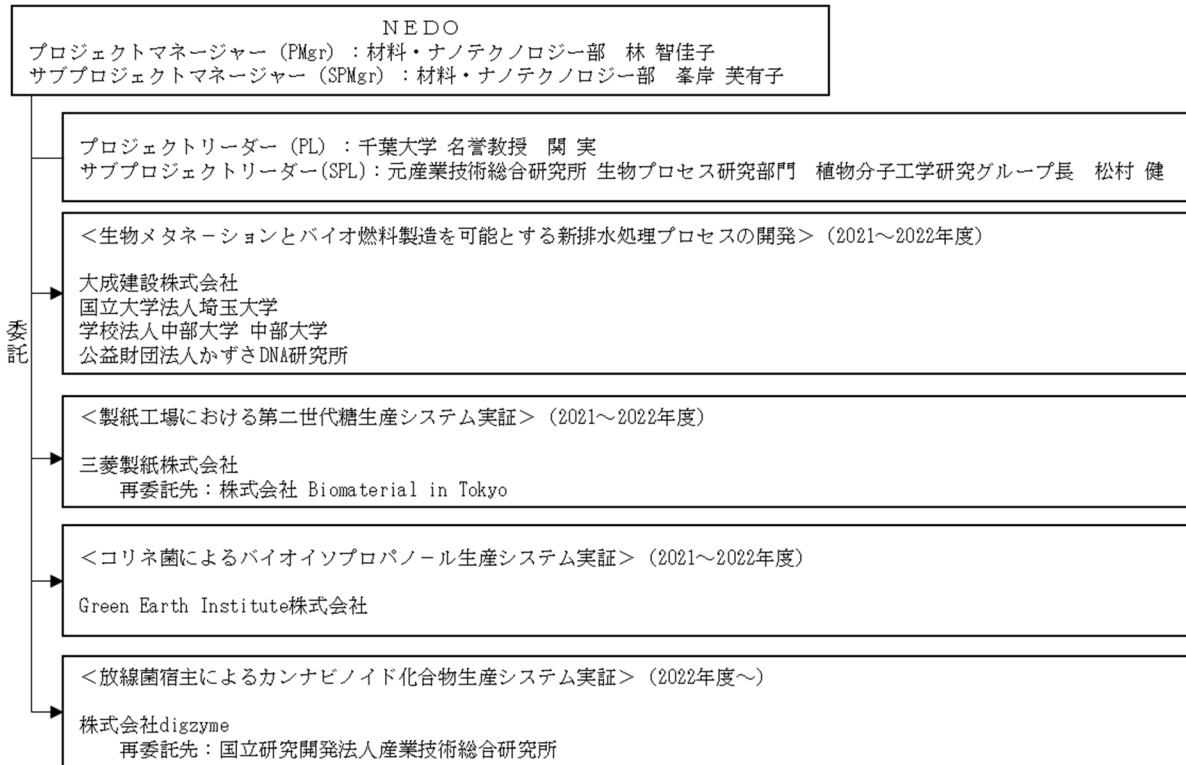 ＮＥＤＯ
プロジェクトマネージャー（PMgr）：材料・ナノテクノロジー部　林 智佳子
サブプロジェクトマネージャー（SPMgr）：材料・ナノテクノロジー部　峯岸 芙有子
プロジェクトリーダー（PL）：千葉大学 名誉教授　関 実
サブプロジェクトリーダー(SPL)：元産業技術総合研究所 生物プロセス研究部門　植物分子工学研究グループ長　松村 健
＜生物メタネーションとバイオ燃料製造を可能とする新排水処理プロセスの開発＞（2021～2022年度）
大成建設株式会社
国立大学法人埼玉大学
学校法人中部大学 中部大学
公益財団法人かずさDNA研究所
委託
＜製紙工場における第二世代糖生産システム実証＞（2021～2022年度）
三菱製紙株式会社
再委託先：株式会社 Biomaterial in Tokyo
＜コリネ菌によるバイオイソプロパノール生産システム実証＞（2021～2022年度）
Green Earth Institute株式会社
＜放線菌宿主によるカンナビノイド化合物生産システム実証＞（2022年度～）
株式会社digzyme
再委託先：国立研究開発法人産業技術総合研究所